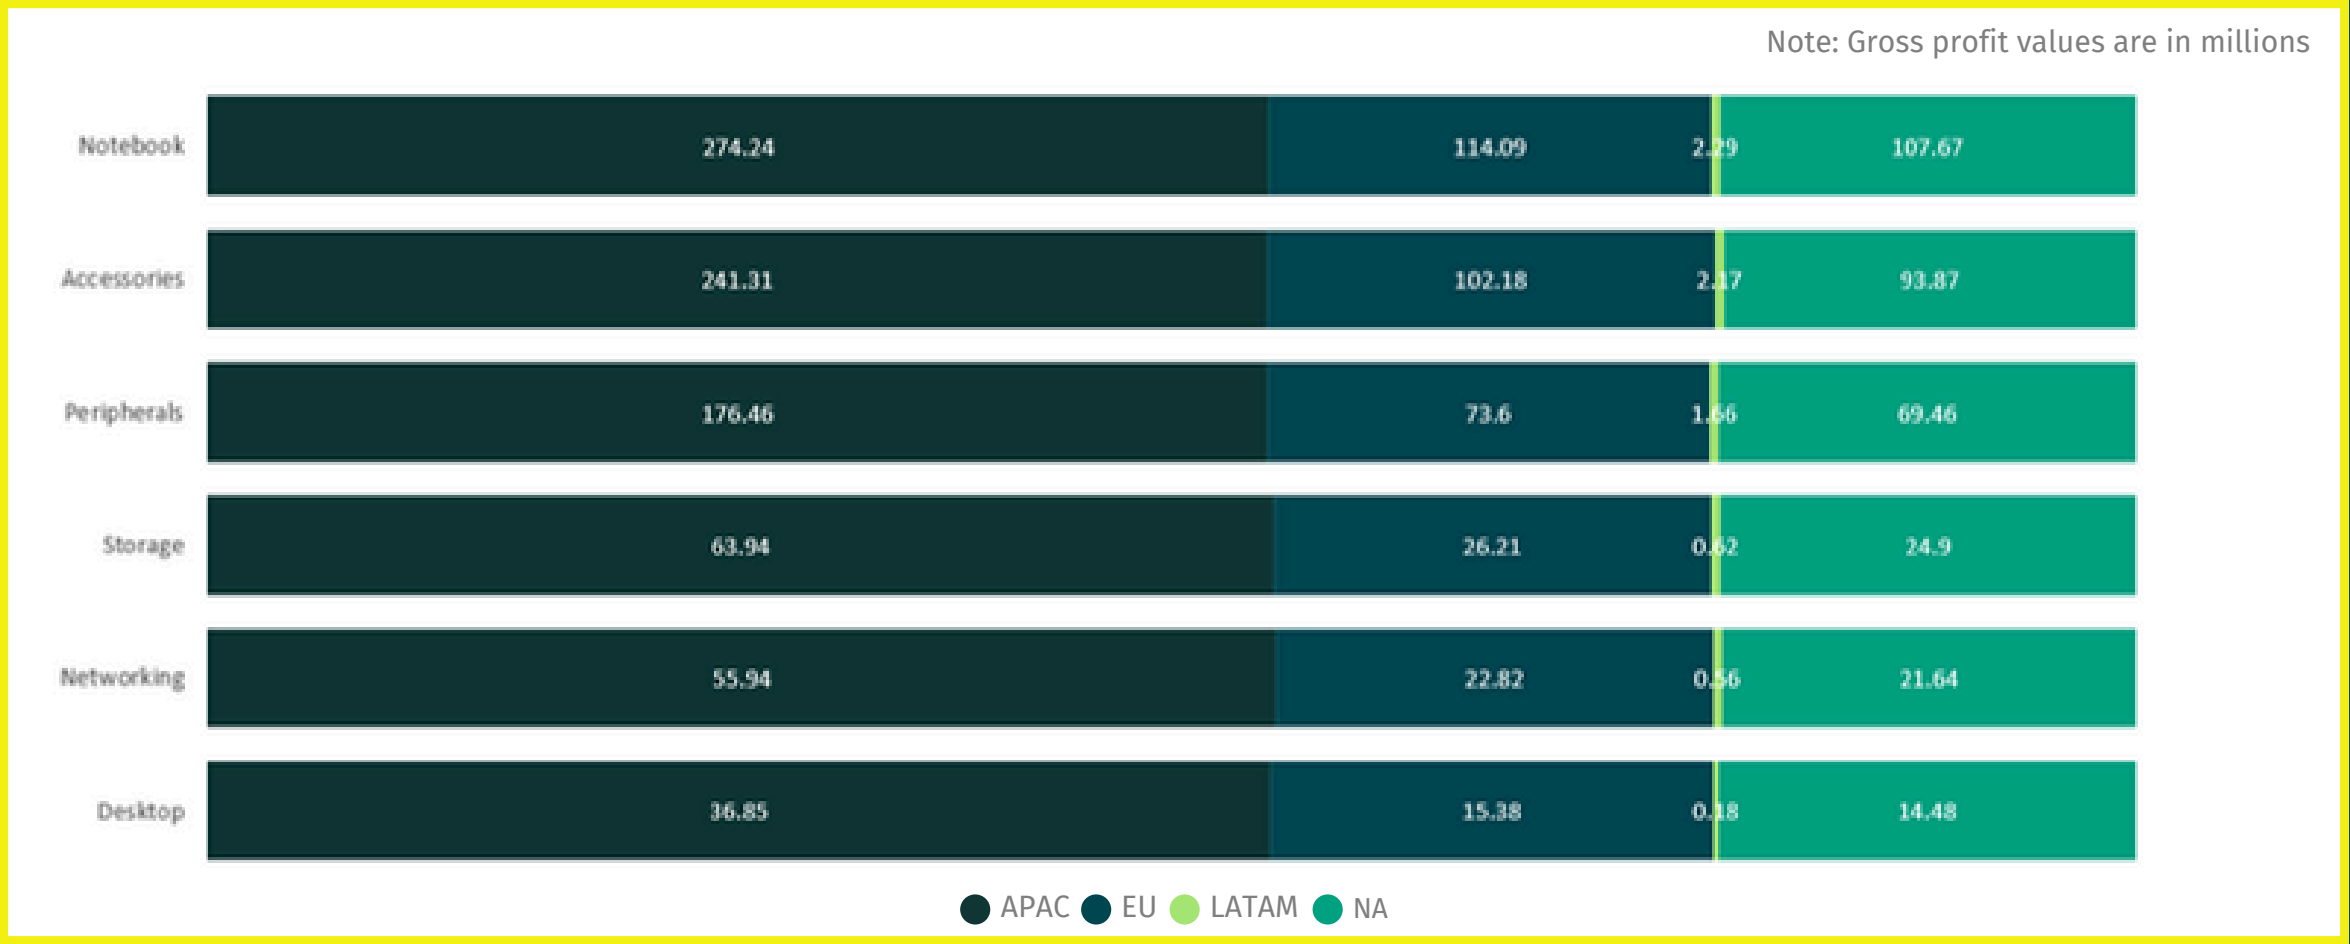 Note: Gross profit values are in millions
Notebook 274.24 114.09 2.29 107.67
Accessories 241.31 102.18 2.17 93.87
Peripherals 176.46 73.6 1.66 69.46
Storage 63.94 26.21 0.62 24.9
Networking 55.94 22.82 0.56 21.64
Desktop 36.85 15.38 0.18 14.48
APAC EU LATAM NA